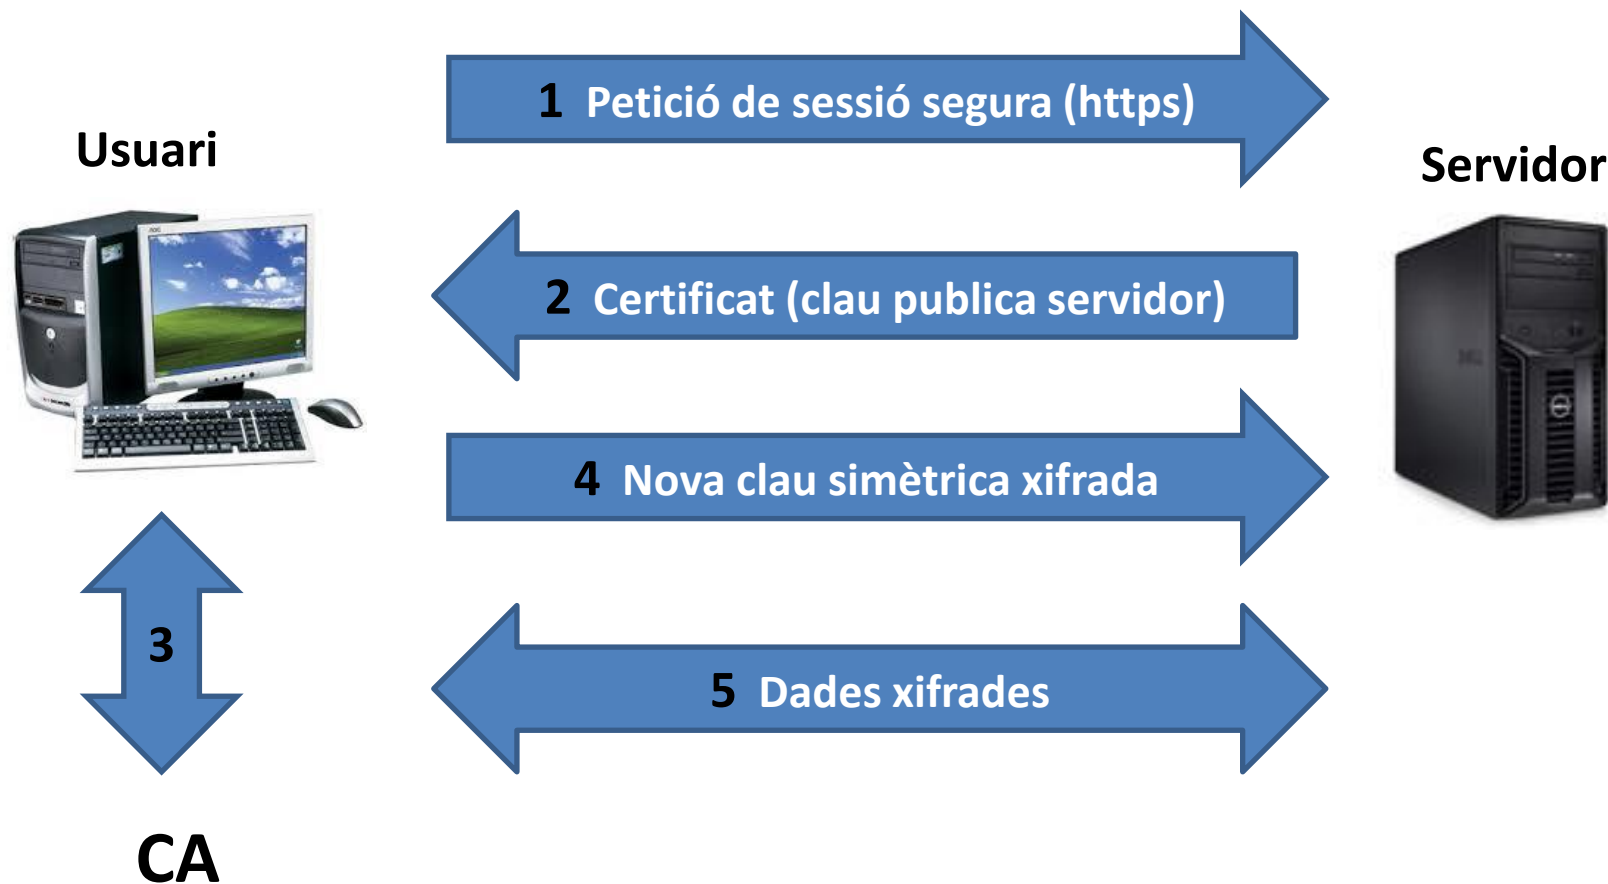 1 Petició de sessió segura (https)
Usuari
Servidor
2 Certificat (clau publica servidor)
4 Nova clau simètrica xifrada
3
5 Dades xifrades
CA